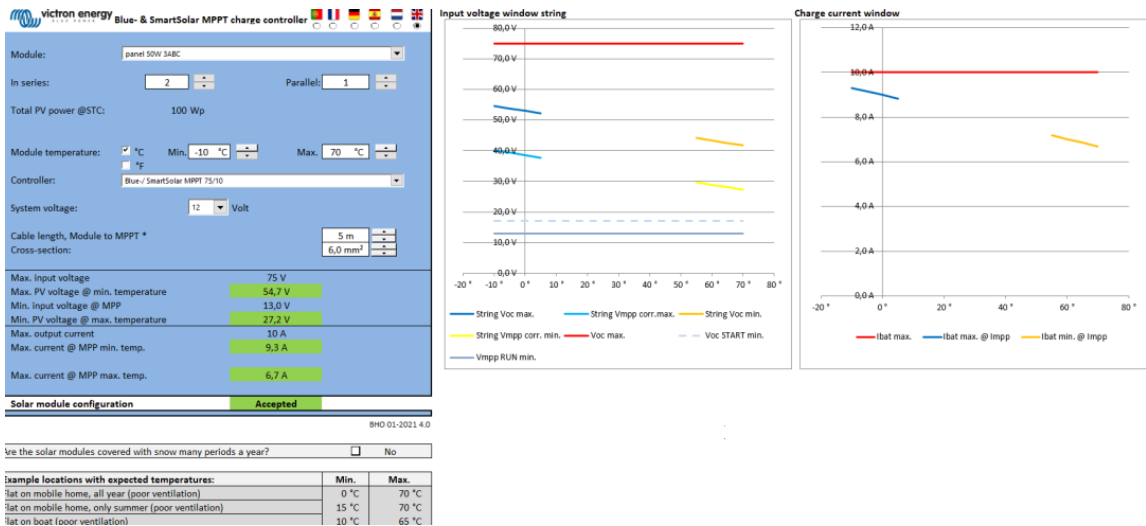 victron energy
BLUE POWER
Blue- & SmartSolar MPPT charge controller
Module: panel 50W 3ABC
In series: 2 Parallel: 1
Total PV power @STC: 100 Wp
Module temperature: °C Min. -10 °C Max. 70 °C
°F
Controller: Blue-/ SmartSolar MPPT 75/10
System voltage: 12 Volt
Cable length, Module to MPPT * 5 m
Cross-section: 6,0 mm²
Max. input voltage 75 V
Max. PV voltage @ min. temperature 54,7 V
Min. input voltage @ MPP 13,0 V
Min. PV voltage @ max. temperature 27,2 V
Max. output current 10 A
Max. current @ MPP min. temp. 9,3 A
Max. current @ MPP max. temp. 6,7 A
Solar module configuration Accepted
BHO 01-2021 4.0
Are the solar modules covered with snow many periods a year? No
Example locations with expected temperatures: Min. Max.
Flat on mobile home, all year (poor ventilation) 0 °C 70 °C
Flat on mobile home, only summer (poor ventilation) 15 °C 70 °C
Flat on boat (poor ventilation) 10 °C 65 °C
Input voltage window string
80,0 V
70,0 V
60,0 V
50,0 V
40,0 V
30,0 V
20,0 V
10,0 V
0,0 V
-20 ° -10 ° 0 ° 10 ° 20 ° 30 ° 40 ° 50 ° 60 ° 70 ° 80 °
String Voc max. String Vmpp corr.max. String Voc min.
String Vmpp corr. min. Voc max. Voc START min.
Vmpp RUN min.
Charge current window
12,0 A
10,0 A
8,0 A
6,0 A
4,0 A
2,0 A
0,0 A
-20 ° 0 ° 20 ° 40 ° 60 ° 80 °
Ibat max. Ibat max. @ Impp Ibat min. @ Impp